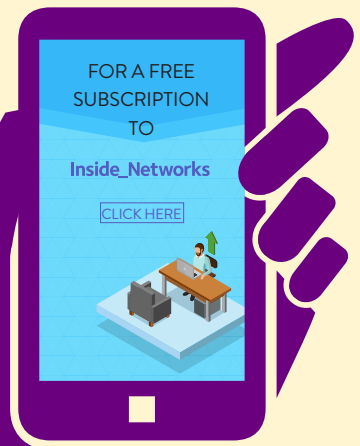 FOR A FREE
SUBSCRIPTION
TO
Inside_Networks
CLICK HERE